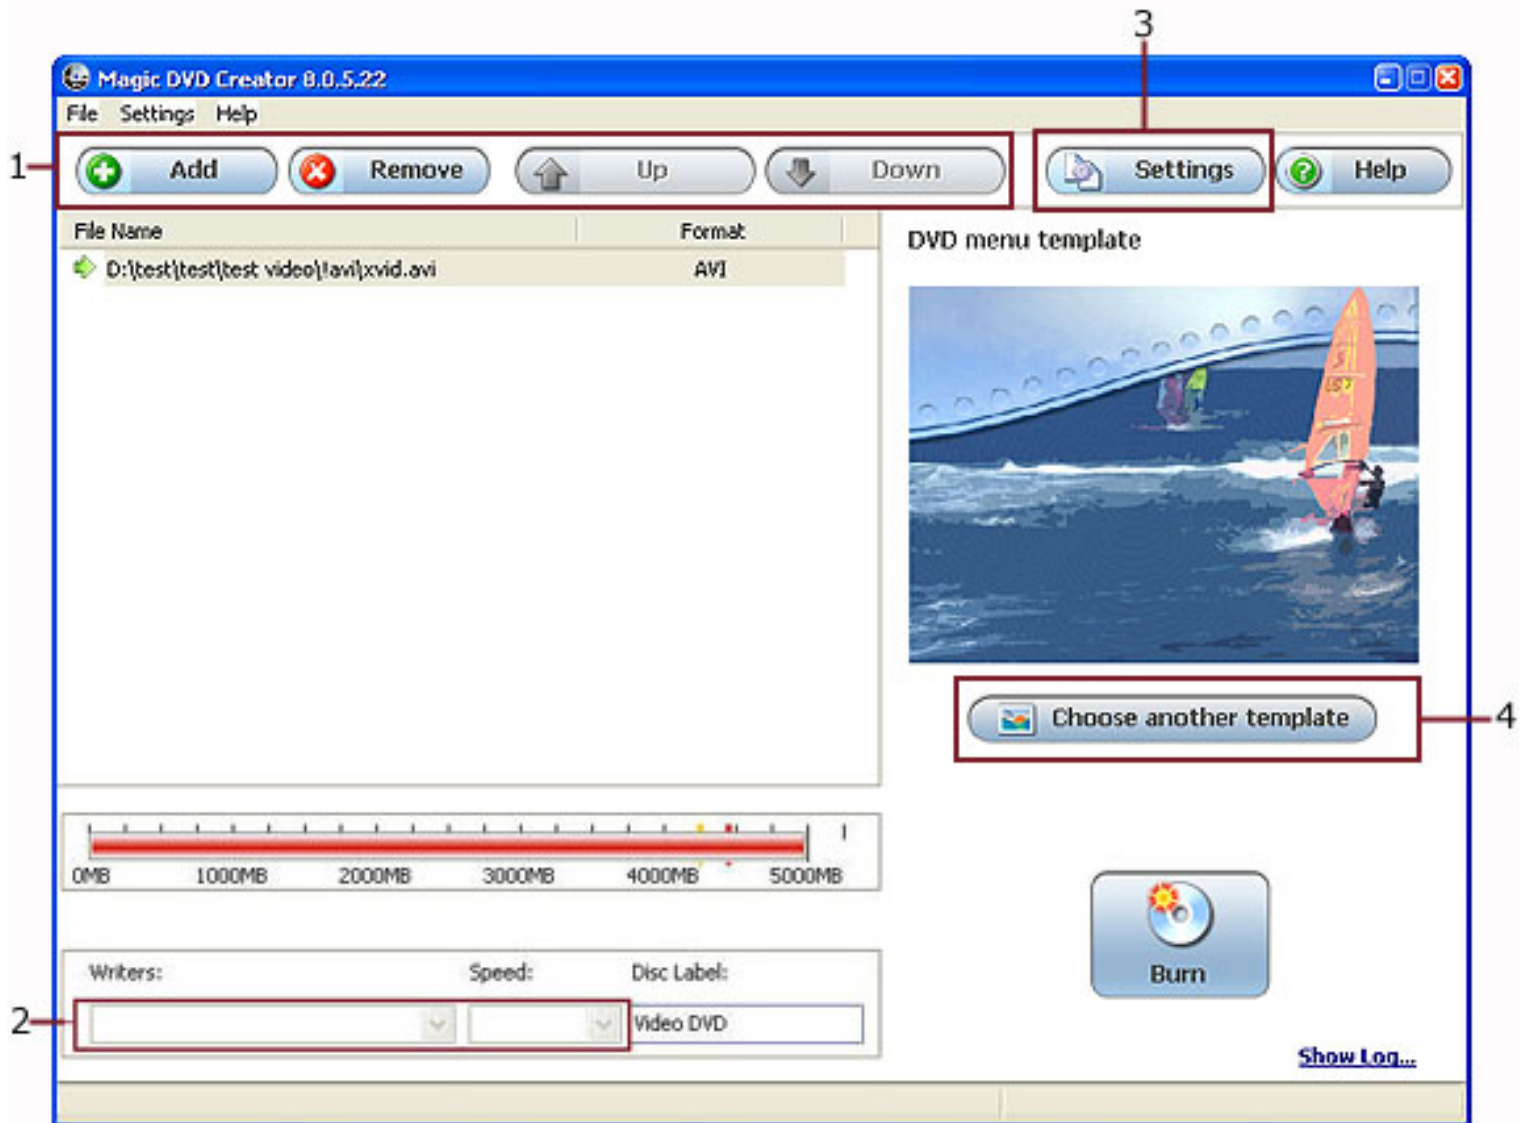 3
Magic DVD Creator 8.0.5.22
File Settings Help
1
Add Remove Up Down Settings Help
File Name Format
DVD menu template
D:\test\test\test video\!avi\xvid.avi AVI
Choose another template
4
0MB 1000MB 2000MB 3000MB 4000MB 5000MB
Burn
Writers: Speed: Disc Label:
2
Video DVD
Show Log...